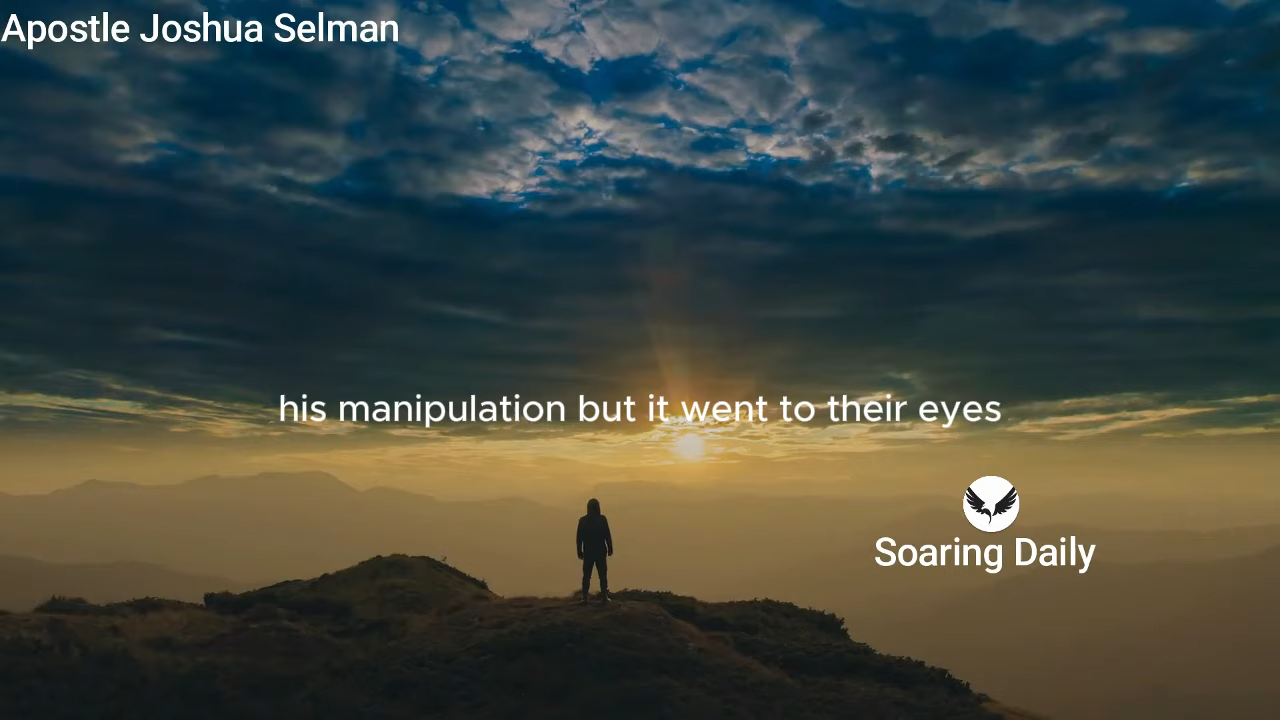 Apostle Joshua Selman
his manipulation but it went to their eyes
Soaring Daily